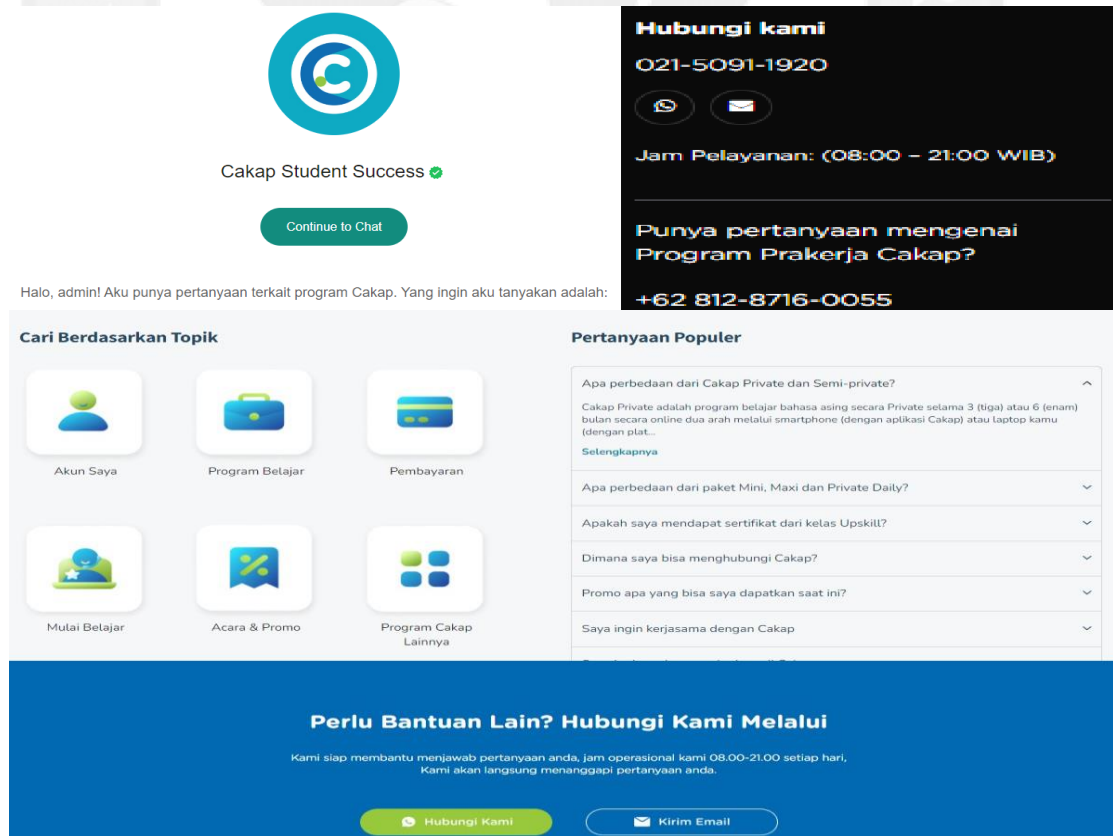 Cakap Student Success
Continue to Chat
Halo, admin! Aku punya pertanyaan terkait program Cakap. Yang ingin aku tanyakan adalah:
Hubungi kami
021-5091-1920
Jam Pelayanan: (08:00 – 21:00 WIB)
Punya pertanyaan mengenai
Program Prakerja Cakap?
+62 812-8716-0055
Cari Berdasarkan Topik
Akun Saya
Program Belajar
Pembayaran
Mulai Belajar
Acara & Promo
Program Cakap
Lainnya
Pertanyaan Populer
Apa perbedaan dari Cakap Private dan Semi-private?
Cakap Private adalah program belajar bahasa asing secara Private selama 3 (tiga) atau 6 (enam)
bulan secara online dua arah melalui smartphone (dengan aplikasi Cakap) atau laptop kamu
(dengan plat...
Selengkapnya
Apa perbedaan dari paket Mini, Maxi dan Private Daily?
Apakah saya mendapat sertifikat dari kelas Upskill?
Dimana saya bisa menghubungi Cakap?
Promo apa yang bisa saya dapatkan saat ini?
Saya ingin kerjasama dengan Cakap
Perlu Bantuan Lain? Hubungi Kami Melalui
Kami siap membantu menjawab pertanyaan anda, jam operasional kami 08.00-21.00 setiap hari,
Kami akan langsung menanggapi pertanyaan anda.
Hubungi Kami
Kirim Email